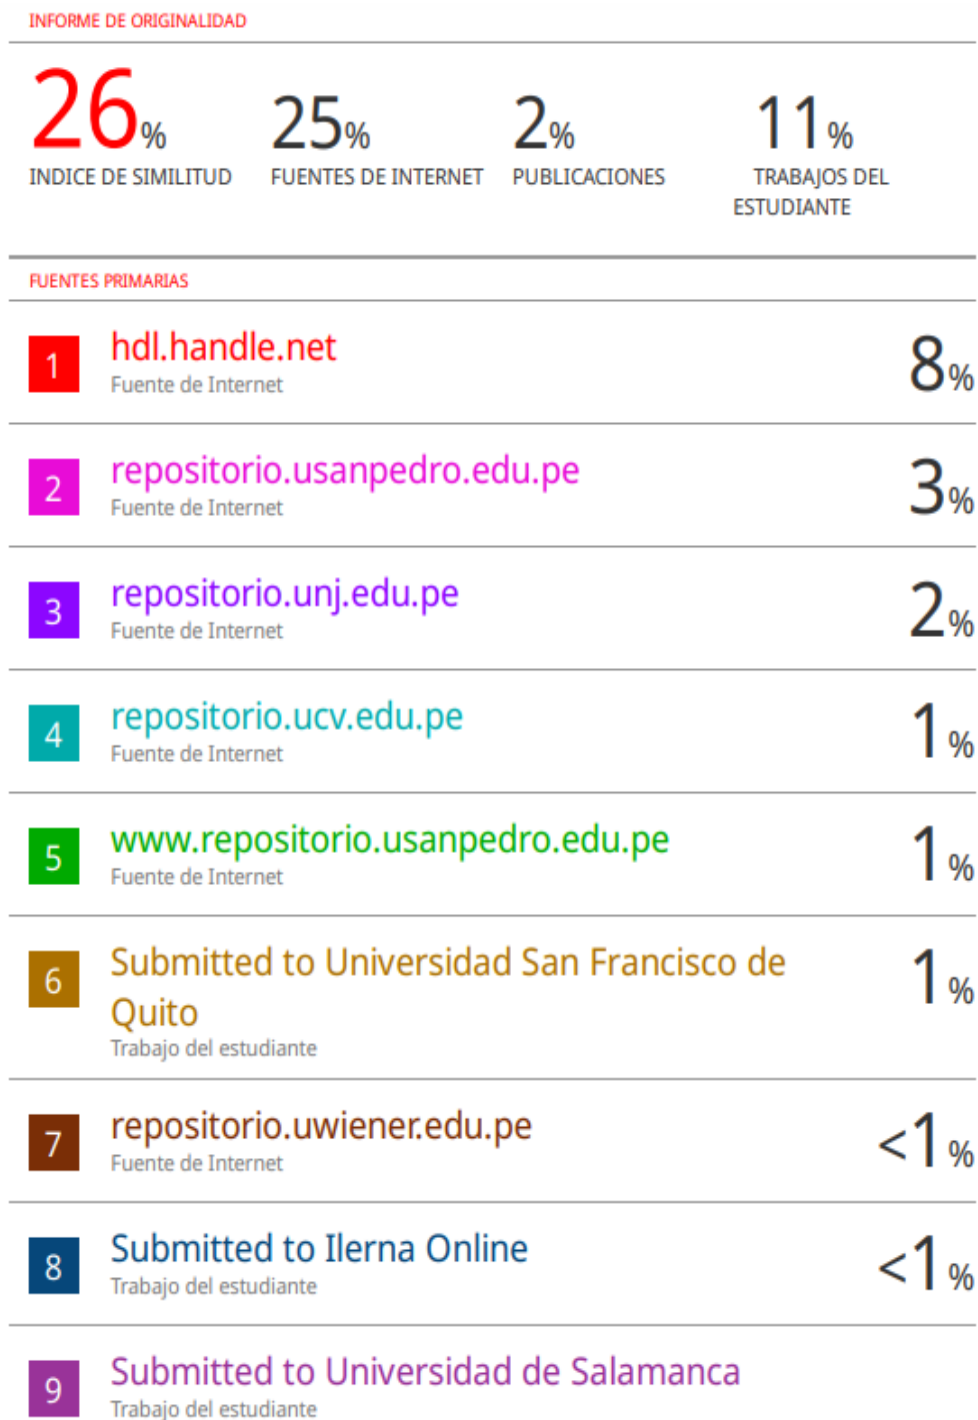 INFORME DE ORIGINALIDAD
26%
25%
2%
11%
INDICE DE SIMILITUD
FUENTES DE INTERNET
PUBLICACIONES
TRABAJOS DEL
ESTUDIANTE
FUENTES PRIMARIAS
1
hdl.handle.net
Fuente de Internet
8%
2
repositorio.usanpedro.edu.pe
Fuente de Internet
3%
3
repositorio.unj.edu.pe
Fuente de Internet
2%
4
repositorio.ucv.edu.pe
Fuente de Internet
1%
5
www.repositorio.usanpedro.edu.pe
Fuente de Internet
1%
6
Submitted to Universidad San Francisco de
Quito
Trabajo del estudiante
1%
7
repositorio.uwiener.edu.pe
Fuente de Internet
<1%
8
Submitted to Ilerna Online
Trabajo del estudiante
<1%
9
Submitted to Universidad de Salamanca
Trabajo del estudiante